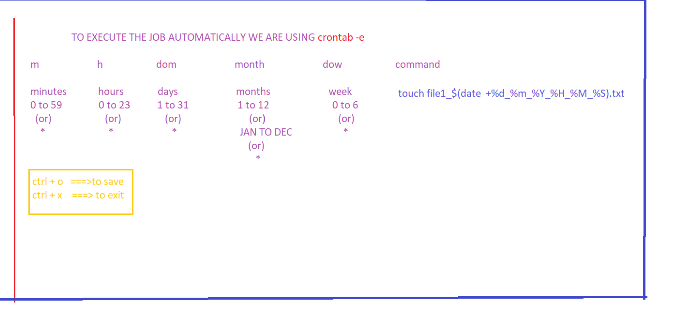 TO EXECUTE THE JOB AUTOMATICALLY WE ARE USING crontab -e
m h dom month dow command
minutes hours days months week touch file1_$(date +%d_%m_%Y_%H_%M_%S).txt
0 to 59 0 to 23 1 to 31 1 to 12 0 to 6
(or) (or) (or) (or) (or)
* * * JAN TO DEC *
(or)
*
ctrl + o ===>to save
ctrl + x ===> to exit